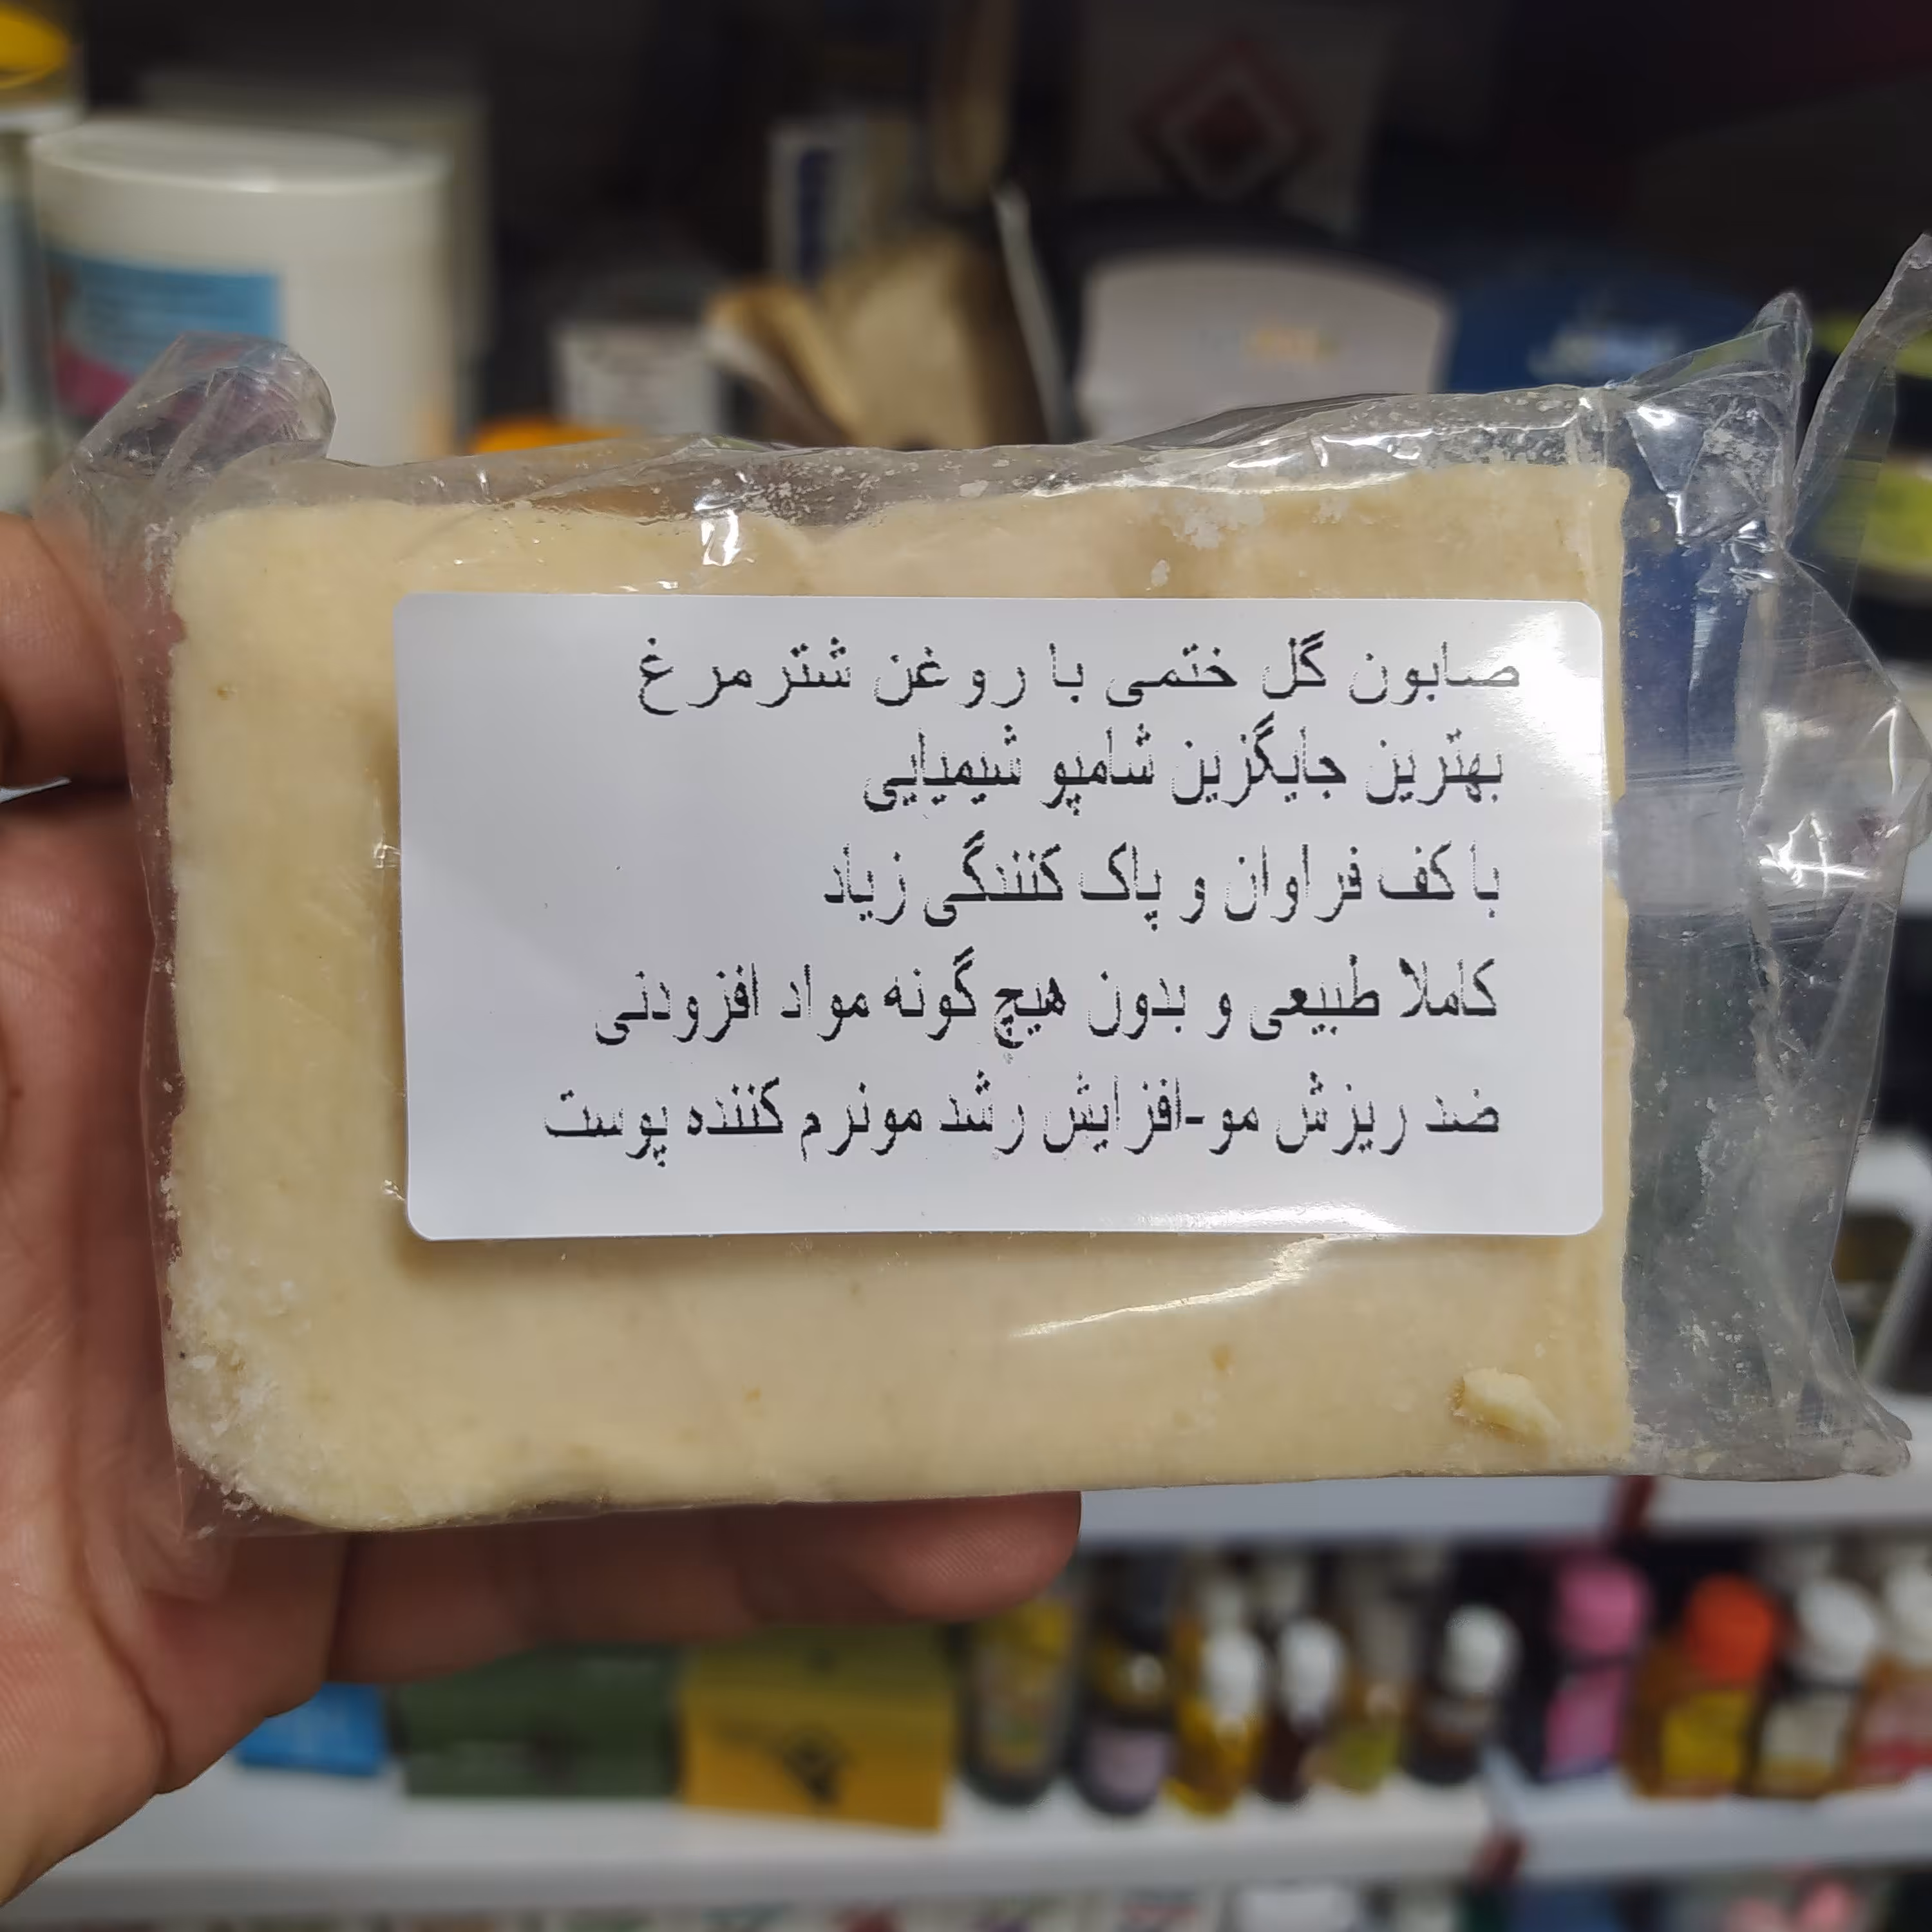 صابون گل ختمی با روغن شترمرغ
بهترین جایگزین شامپو شیمیایی
با کف فراوان و پاک کنندگی زیاد
کاملا طبیعی و بدون هیچ گونه مواد افزودنی
ضد ریزش مو-افزایش رشد مونرم کننده پوست